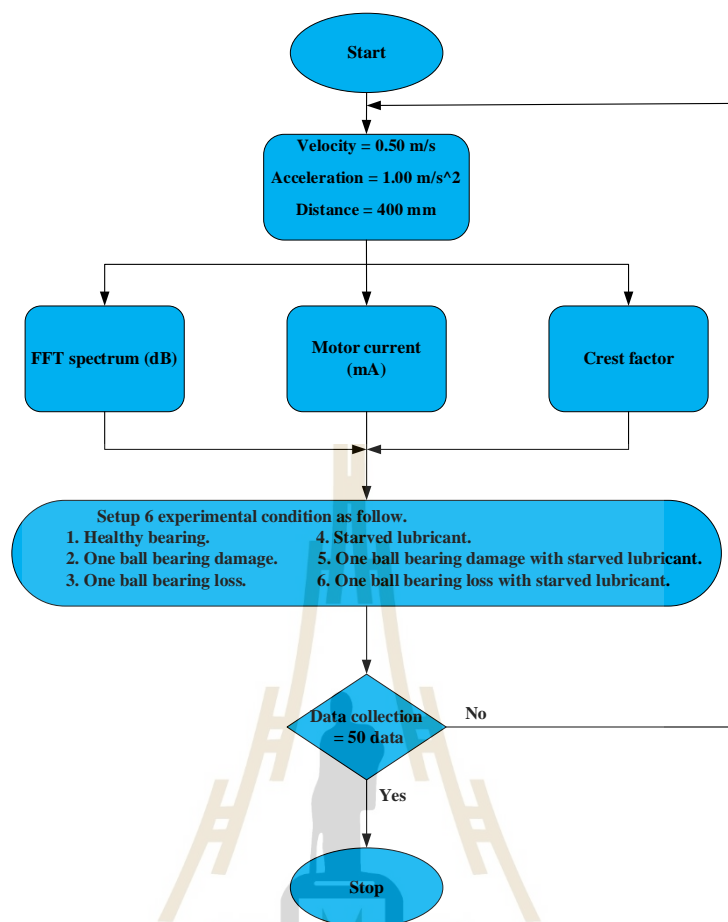 Start
Velocity = 0.50 m/s
Acceleration = 1.00 m/s^2
Distance = 400 mm
FFT spectrum (dB)
Motor current
(mA)
Crest factor
Setup 6 experimental condition as follow.
1. Healthy bearing. 4. Starved lubricant.
2. One ball bearing damage. 5. One ball bearing damage with starved lubricant.
3. One ball bearing loss. 6. One ball bearing loss with starved lubricant.
Data collection
= 50 data
No
Yes
Stop